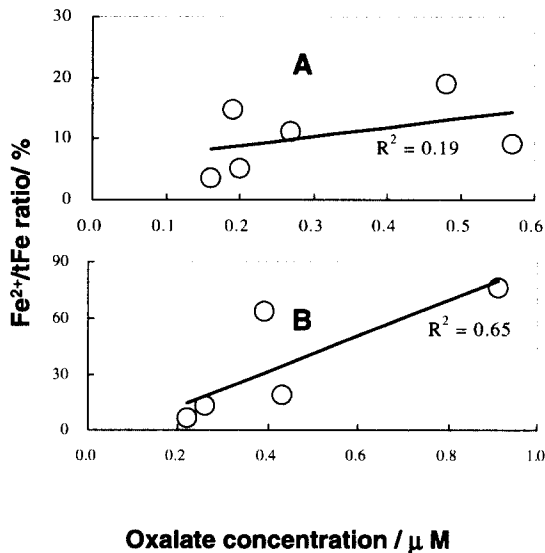 Fe²⁺/tFe ratio/ %
30
20
10
0
A
R² = 0.19
0.0 0.1 0.2 0.3 0.4 0.5 0.6
90
60
30
0
B
R² = 0.65
0.0 0.2 0.4 0.6 0.8 1.0
Oxalate concentration / μ M